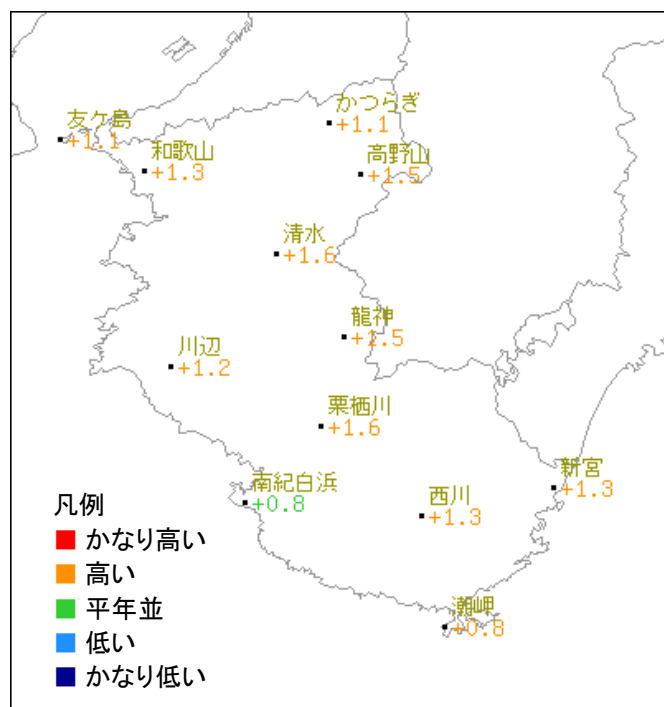 かつらぎ
+1.1
友ケ島
+1.1
和歌山
+1.3
高野山
+1.5
清水
+1.6
龍神
+1.5
川辺
+1.2
栗栖川
+1.6
南紀白浜
+0.8
西川
+1.3
新宮
+1.3
潮岬
+0.8
凡例
かなり高い
高い
平年並
低い
かなり低い